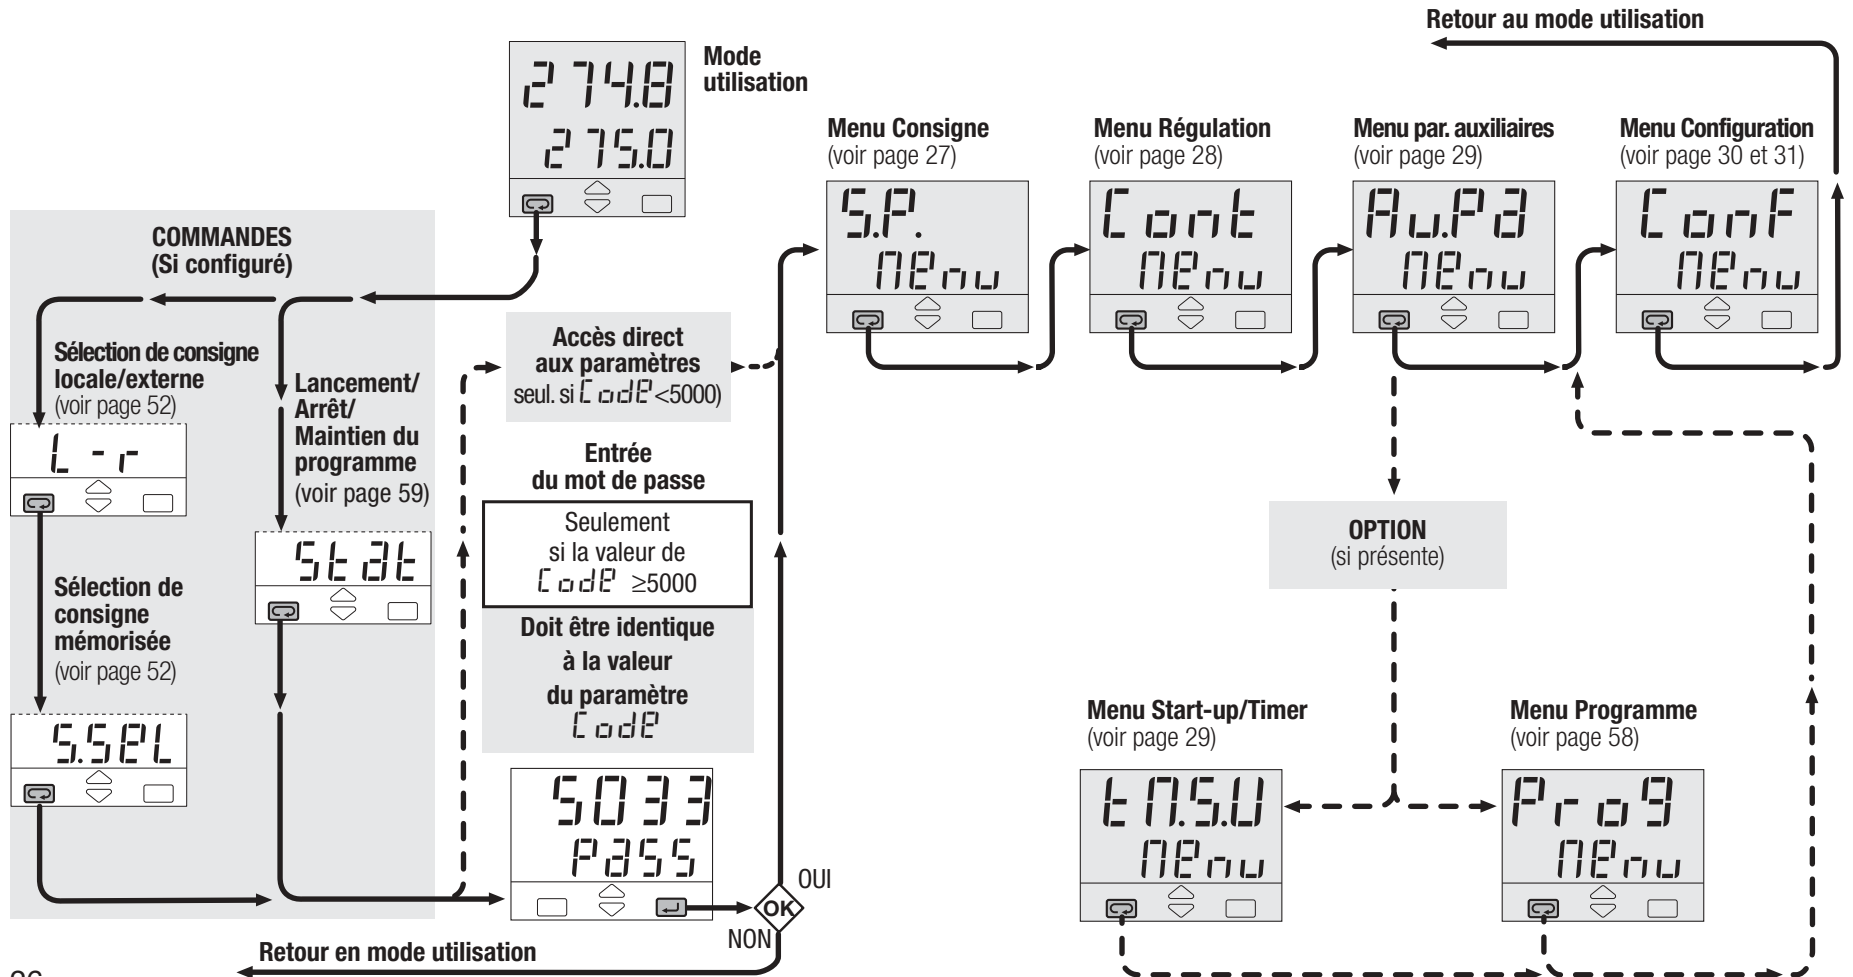 Retour au mode utilisation
274.8
275.0
Mode
utilisation
Menu Consigne
(voir page 27)
S.P.
MEnu
Menu Régulation
(voir page 28)
Cont
MEnu
Menu par. auxiliaires
(voir page 29)
Au.Pa
MEnu
Menu Configuration
(voir page 30 et 31)
ConF
MEnu
COMMANDES
(Si configuré)
Sélection de consigne
locale/externe
(voir page 52)
L-r
Lancement/
Arrêt/
Maintien du
programme
(voir page 59)
Stat
Sélection de
consigne
mémorisée
(voir page 52)
S.SEL
Accès direct
aux paramètres
seul. si CodE <5000)
Entrée
du mot de passe
Seulement
si la valeur de
CodE ≥5000
Doit être identique
à la valeur
du paramètre
CodE
5033
PaSS
OK
OUI
NON
Retour en mode utilisation
OPTION
(si présente)
Menu Start-up/Timer
(voir page 29)
tM.S.U
MEnu
Menu Programme
(voir page 58)
Prog
MEnu